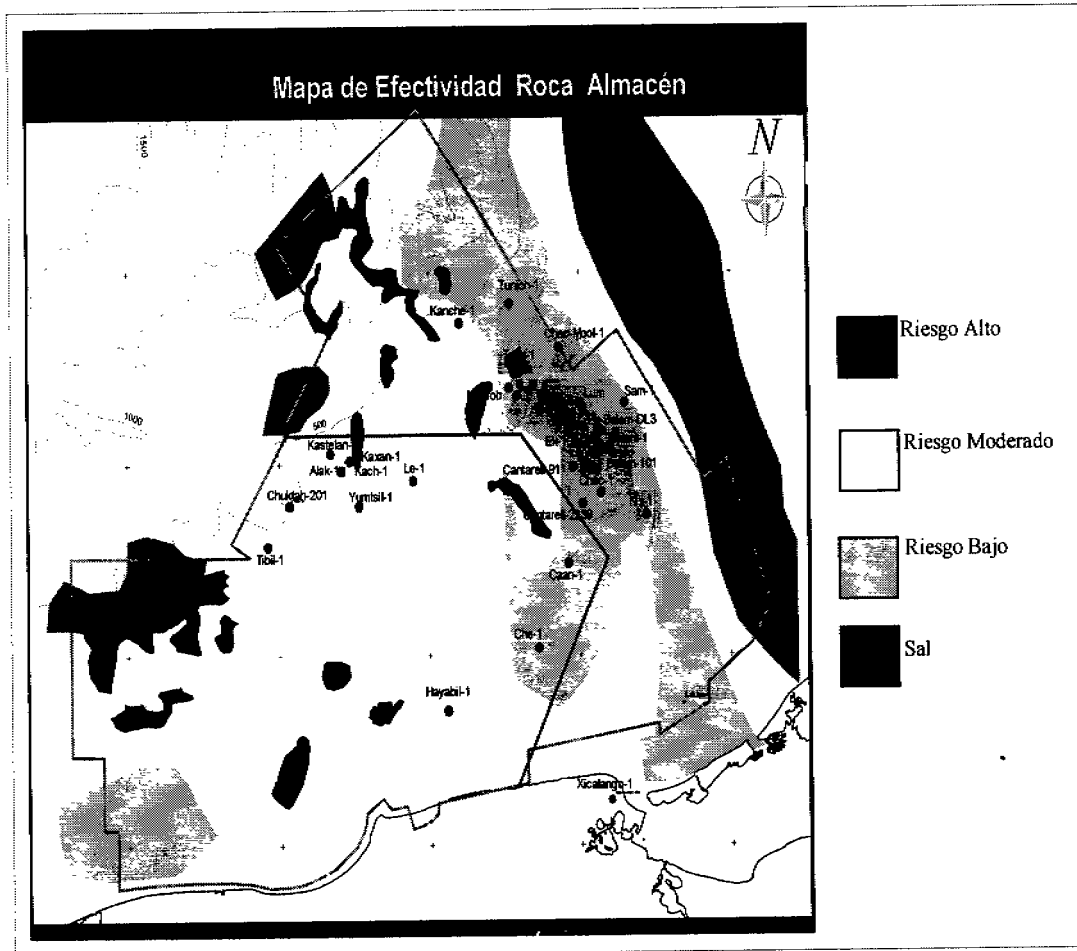 Mapa de Efectividad Roca Almacén
N
1500
Tunich-1
Kanche-1
Chac-Mool-1
Riesgo Alto
Sam-1
1000
500
Riesgo Moderado
Kastelan-
Kaxan-1
Alak-1
Kach-1
Le-1
Cantarell-91
Chac-1
Chuktah-201
Yumtsil-1
Tibil-1
Caan-1
Riesgo Bajo
Che-1
Sal
Hayabil-1
Xicalango-1